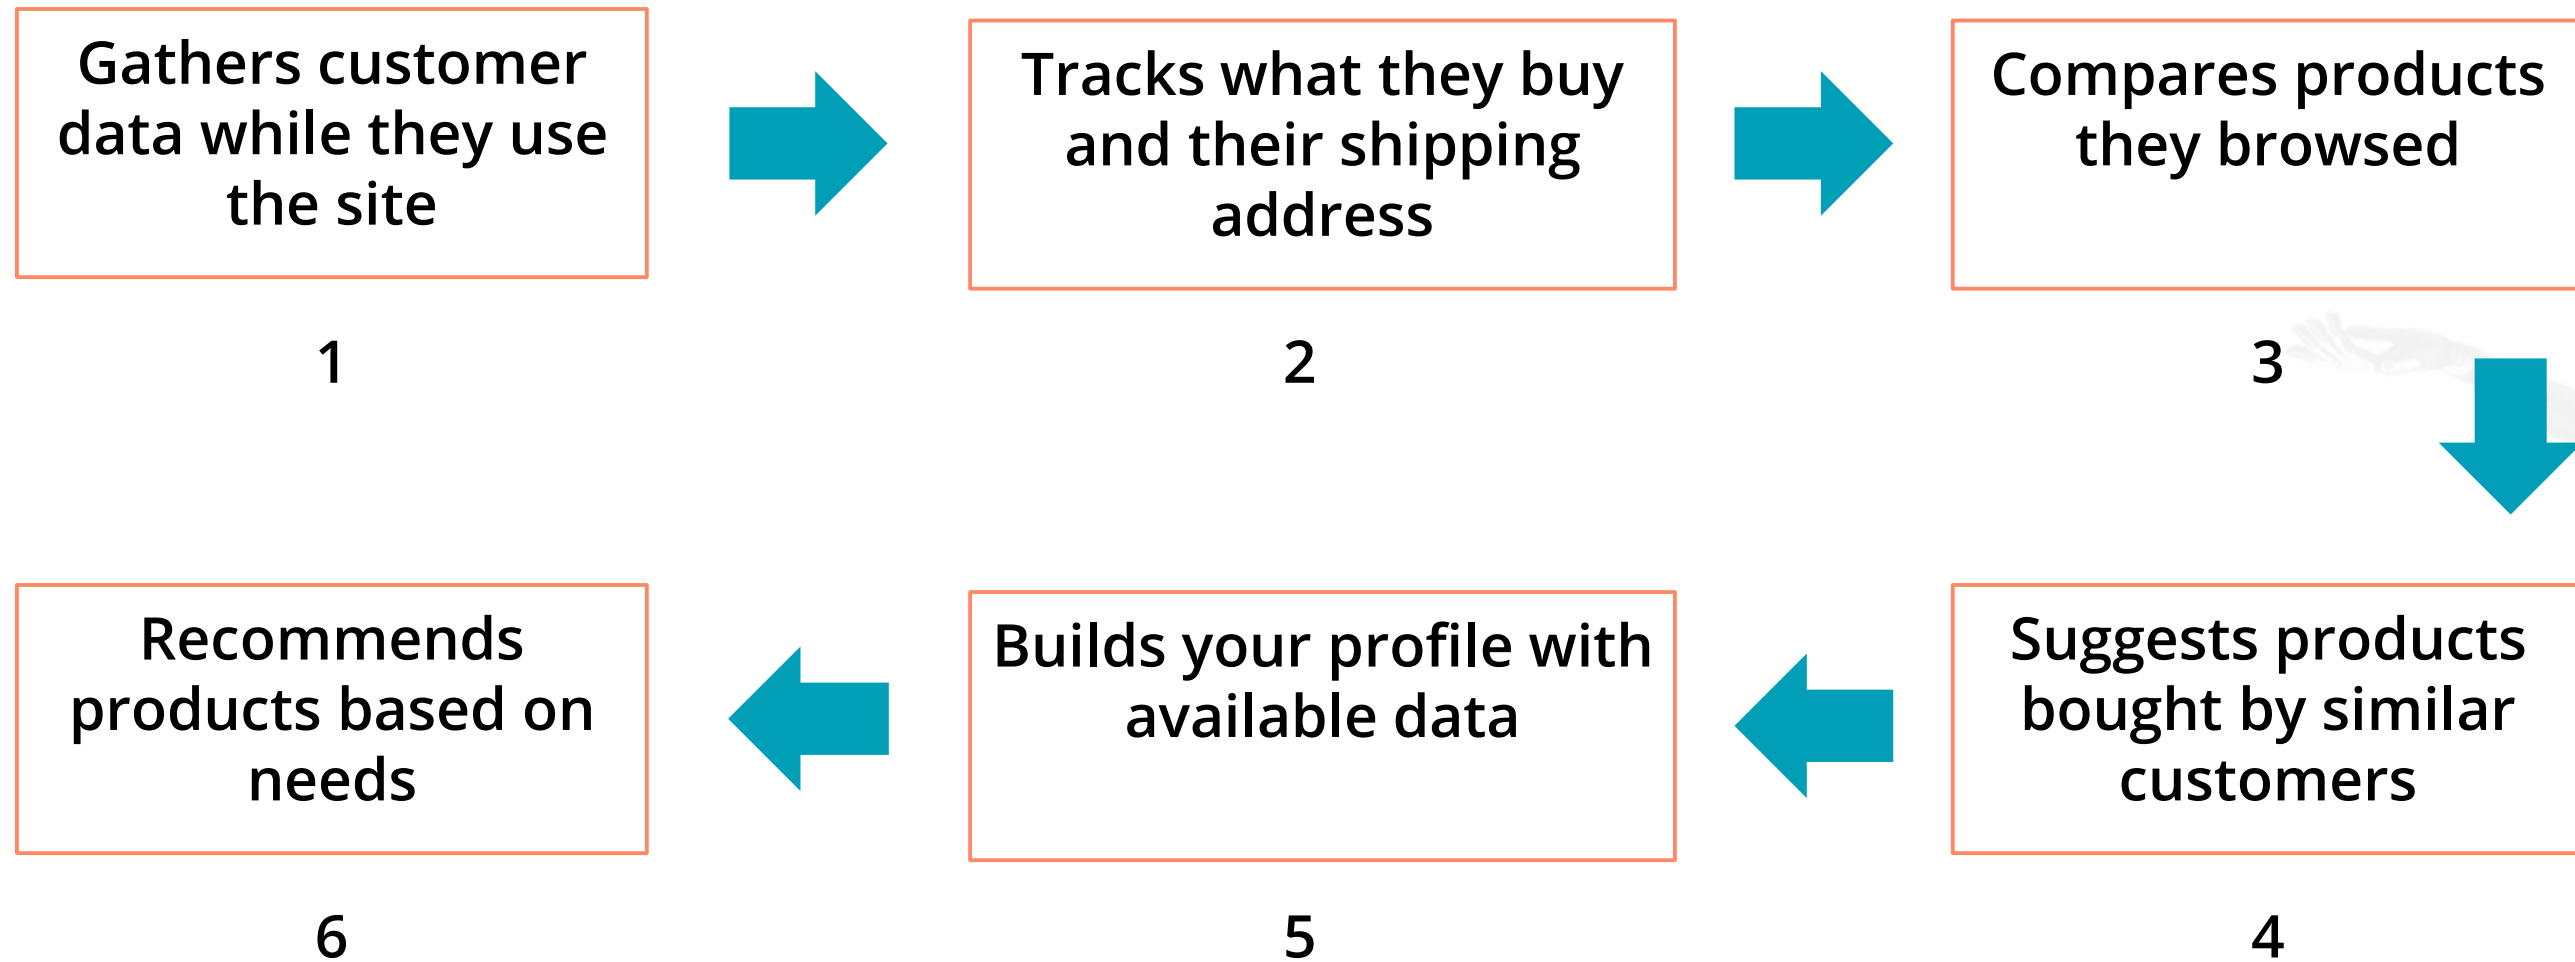 Gathers customer
data while they use
the site
1
Tracks what they buy
and their shipping
address
2
Compares products
they browsed
3
Suggests products
bought by similar
customers
4
Builds your profile with
available data
5
Recommends
products based on
needs
6